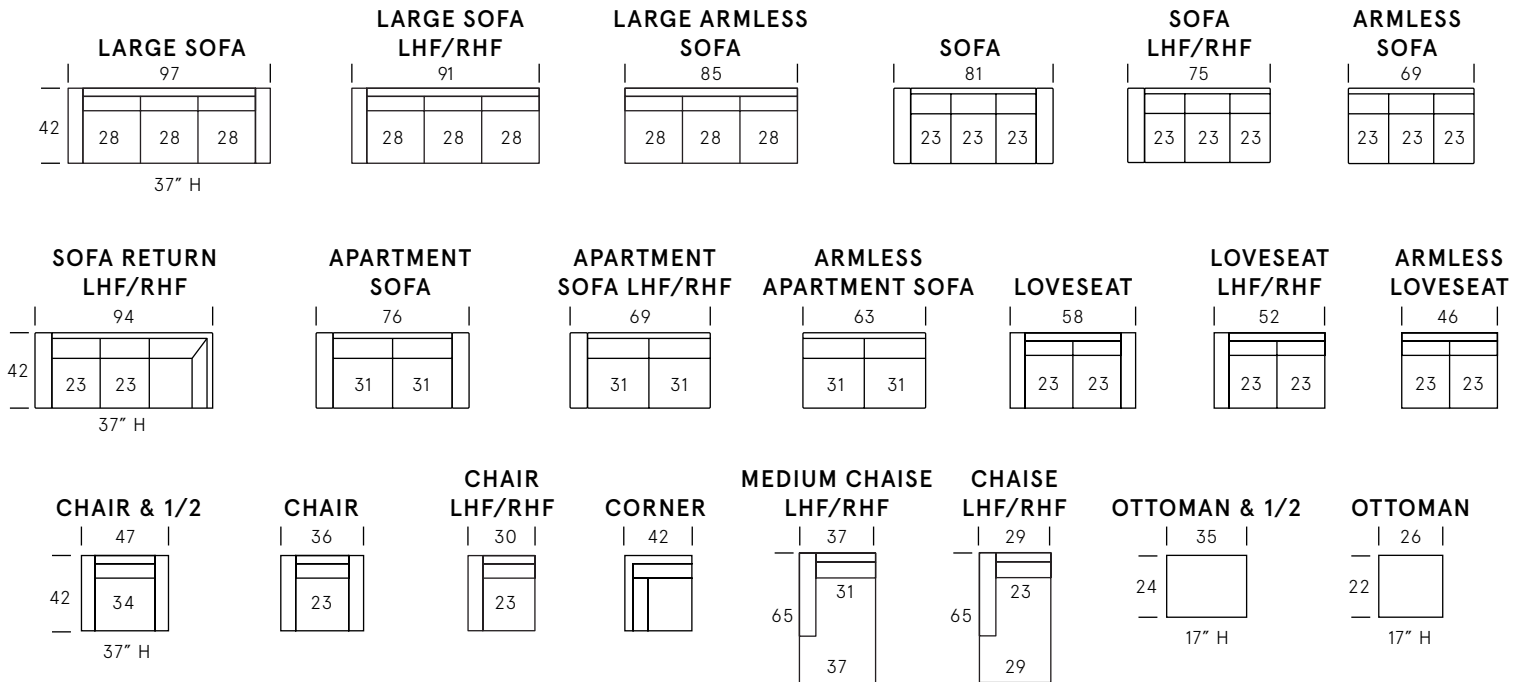 LARGE SOFA
97
42
28 28 28
37″ H
LARGE SOFA
LHF/RHF
91
28 28 28
LARGE ARMLESS
SOFA
85
28 28 28
SOFA
81
23 23 23
SOFA
LHF/RHF
75
23 23 23
ARMLESS
SOFA
69
23 23 23
SOFA RETURN
LHF/RHF
94
42
23 23
37″ H
APARTMENT
SOFA
76
31 31
APARTMENT
SOFA LHF/RHF
69
31 31
ARMLESS
APARTMENT SOFA
63
31 31
LOVESEAT
58
23 23
LOVESEAT
LHF/RHF
52
23 23
ARMLESS
LOVESEAT
46
23 23
CHAIR & 1/2
47
42
34
37″ H
CHAIR
36
23
CHAIR
LHF/RHF
30
23
CORNER
42
MEDIUM CHAISE
LHF/RHF
37
31
65
37
CHAISE
LHF/RHF
29
23
65
29
OTTOMAN & 1/2
35
24
17″ H
OTTOMAN
26
22
17″ H